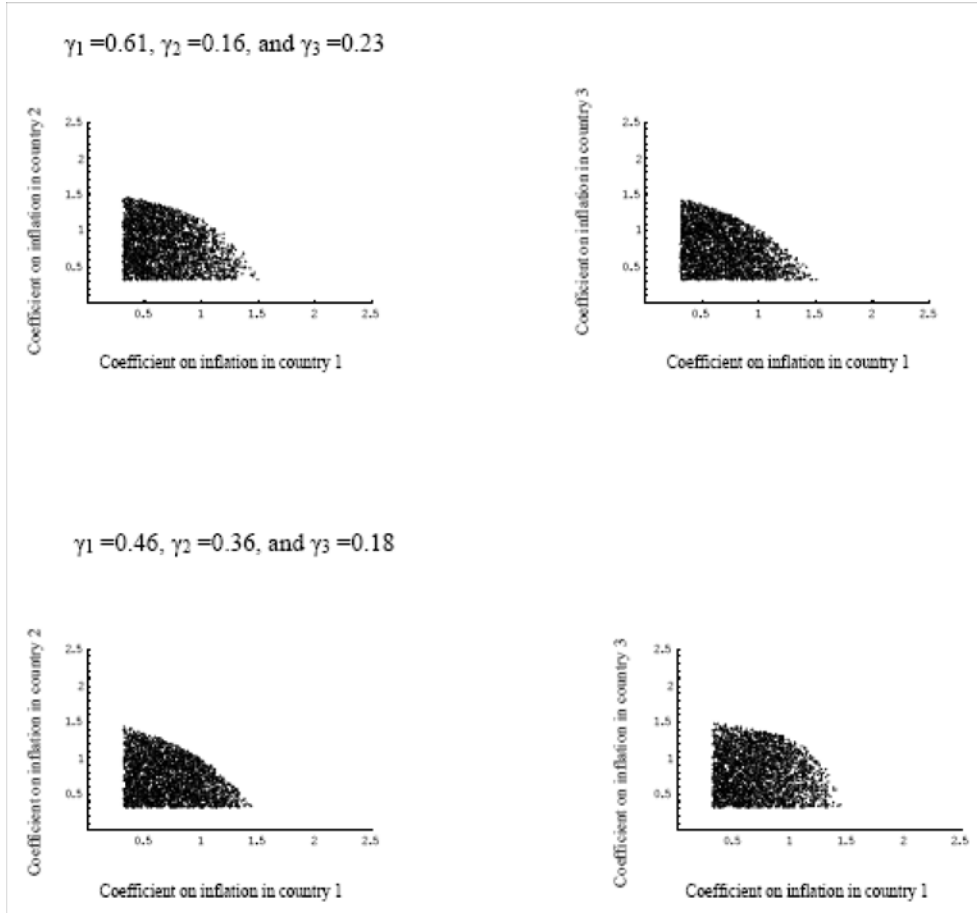 γ1 =0.61, γ2 =0.16, and γ3 =0.23
Coefficient on inflation in country 2
2.5
2
1.5
1
0.5
0.5 1 1.5 2 2.5
Coefficient on inflation in country 1
Coefficient on inflation in country 3
2.5
2
1.5
1
0.5
0.5 1 1.5 2 2.5
Coefficient on inflation in country 1
γ1 =0.46, γ2 =0.36, and γ3 =0.18
Coefficient on inflation in country 2
2.5
2
1.5
1
0.5
0.5 1 1.5 2 2.5
Coefficient on inflation in country 1
Coefficient on inflation in country 3
2.5
2
1.5
1
0.5
0.5 1 1.5 2 2.5
Coefficient on inflation in country 1